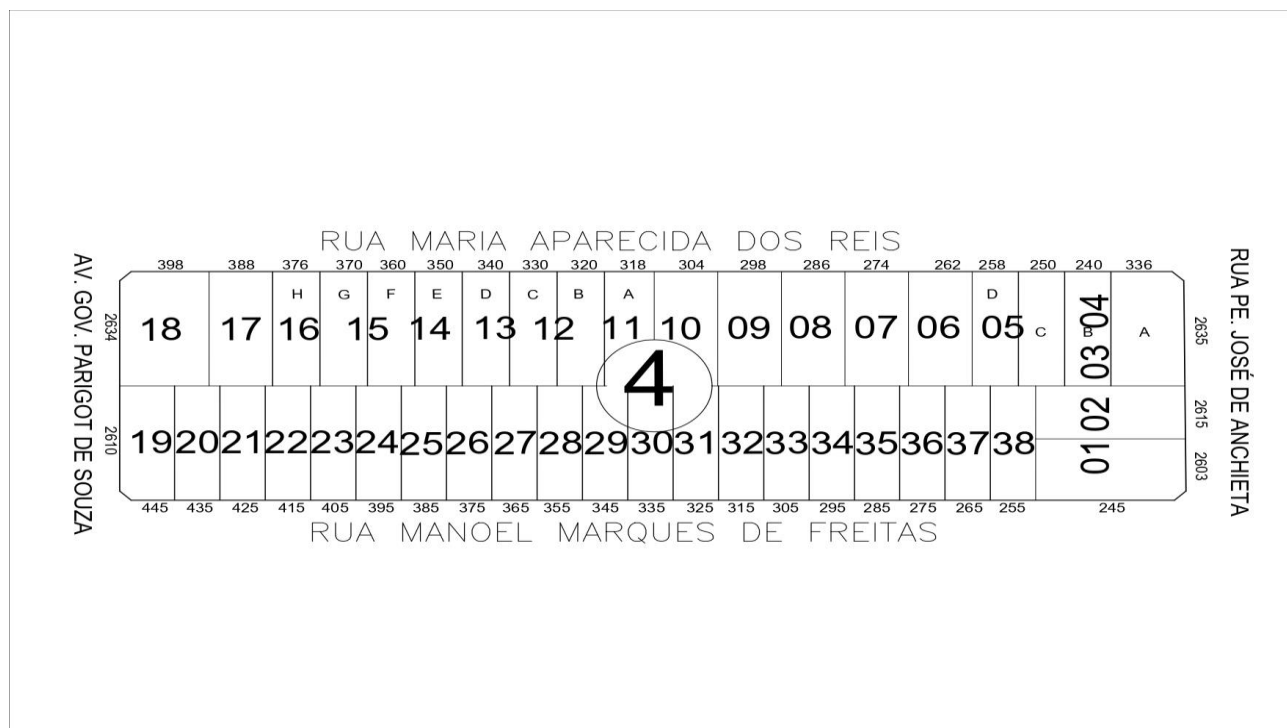 RUA MARIA APARECIDA DOS REIS
398 388 376 370 360 350 340 330 320 318 304 298 286 274 262 258 250 240 336
H G F E D C B A D C B A
18 17 16 15 14 13 12 11 10 09 08 07 06 05 03 04
4
19 20 21 22 23 24 25 26 27 28 29 30 31 32 33 34 35 36 37 38 01 02
445 435 425 415 405 395 385 375 365 355 345 335 325 315 305 295 285 275 265 255 245
RUA MANOEL MARQUES DE FREITAS
AV. GOV. PARIGOT DE SOUZA
2634
2610
RUA PE. JOSÉ DE ANCHIETA
2635
2615
2603